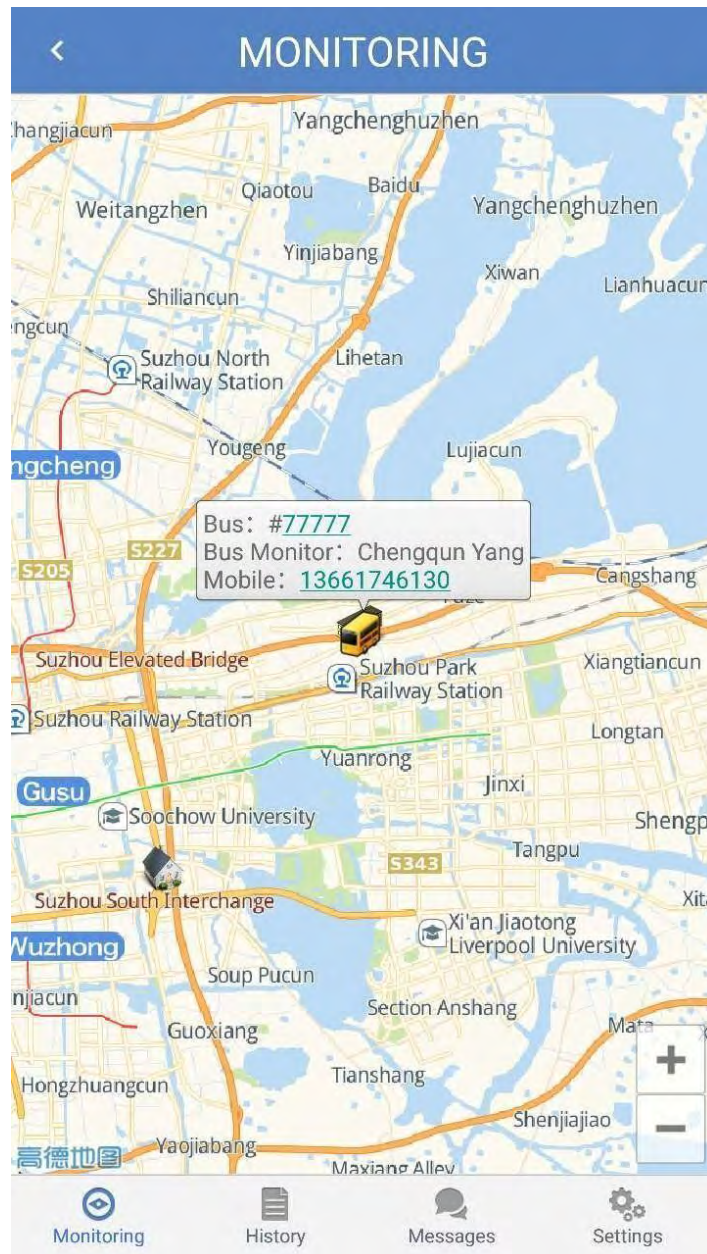 MONITORING
hangjiacun
Yangchenghuzhen
Weitangzhen
Qiaotou
Baidu
Yangchenghuzhen
Yinjiabang
Xiwan
Lianhuacun
Shiliancun
engcun
Suzhou North
Railway Station
Lihetan
ngcheng
Yougeng
Lujiacun
Bus: #77777
Bus Monitor: Chengqun Yang
Mobile: 13661746130
S227
S205
Cangshang
Suzhou Elevated Bridge
Suzhou Park
Railway Station
Xiangtiancun
Suzhou Railway Station
Longtan
Yuanrong
Gusu
Jinxi
Soochow University
Shengp
S343
Tangpu
Suzhou South Interchange
Xita
Xi'an Jiaotong
Liverpool University
Wuzhong
Soup Pucun
njiacun
Section Anshang
Guoxiang
Mata
Tianshang
+
Hongzhuangcun
Shenjiajiao
−
高德地图
Yaojiabang
Maxiang Alley
Monitoring
History
Messages
Settings